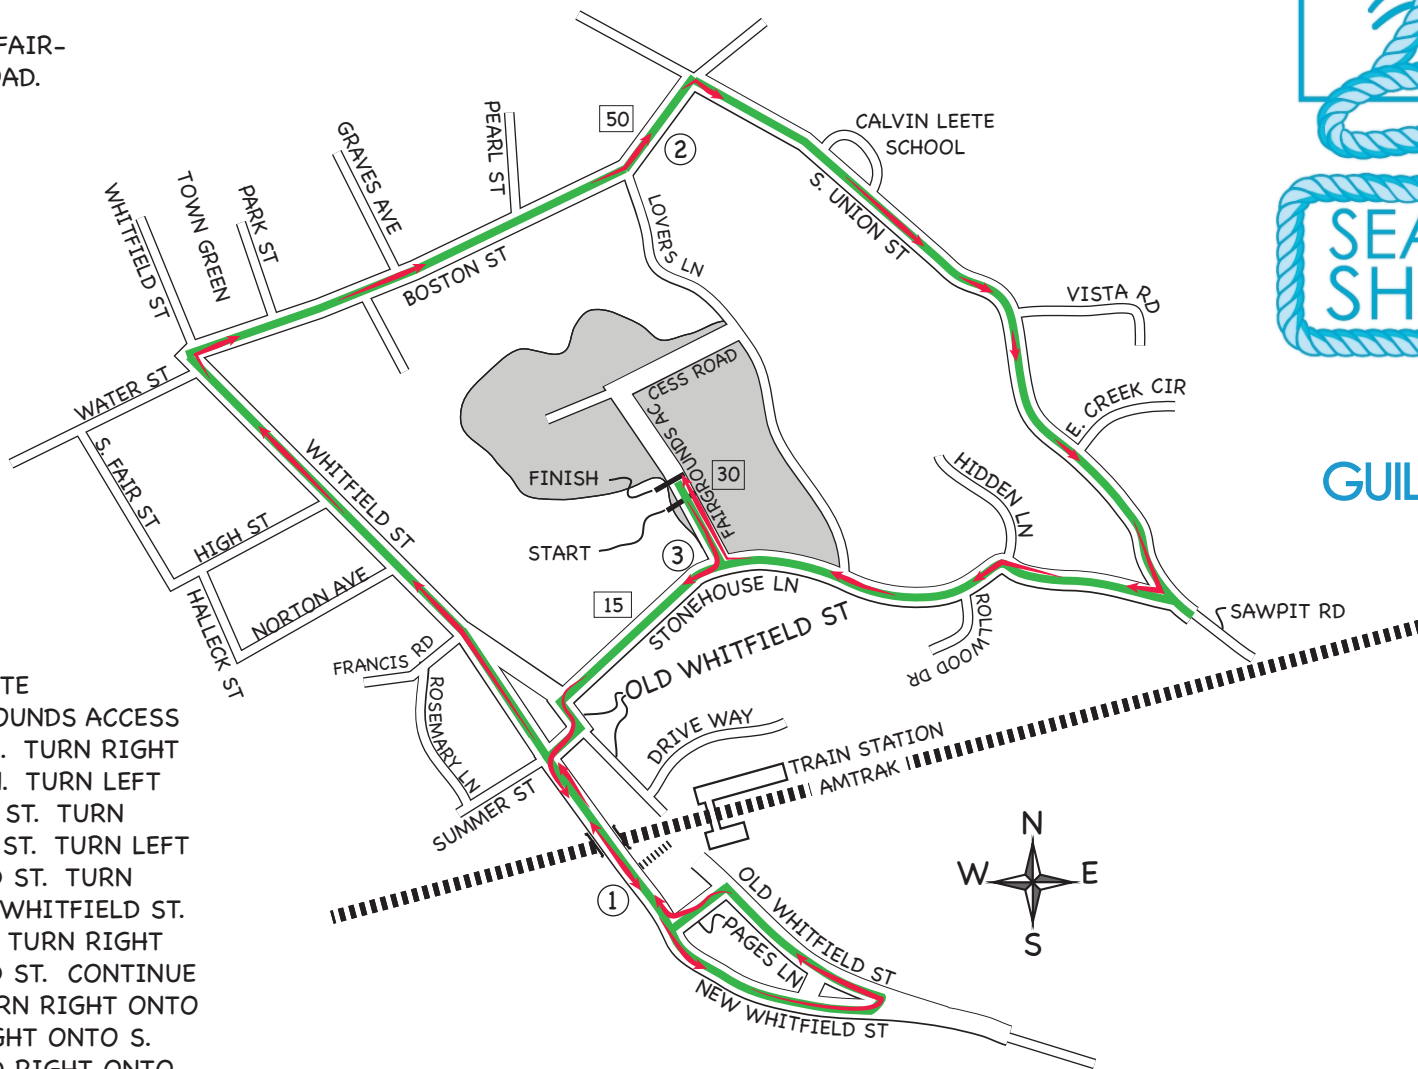 FAIR-
OAD.
50
2
CALVIN LEETE
SCHOOL
PEARL ST
GRAVES AVE
TOWN GREEN
PARK ST
WHITFIELD ST
LOVERS LN
S. UNION ST
BOSTON ST
VISTA RD
SEA
SH
WATER ST
CESS ROAD
FAIRGROUNDS AC
E. CREEK CIR
S. FAIR ST
WHITFIELD ST
FINISH
30
HIDDEN LN
GUIL
HIGH ST
START
3
NORTON AVE
HALLECK ST
15
STONEHOUSE LN
OLD WHITFIELD ST
ROLLWOOD DR
SAWPIT RD
FRANCIS RD
ROSEMARY LN
DRIVE WAY
TRAIN STATION
AMTRAK
SUMMER ST
1
OLD WHITFIELD ST
PAGES LN
NEW WHITFIELD ST
N
W E
S
TE
OUNDS ACCESS
. TURN RIGHT
. TURN LEFT
ST. TURN
ST. TURN LEFT
ST. TURN
WHITFIELD ST.
TURN RIGHT
ST. CONTINUE
RN RIGHT ONTO
GHT ONTO S.
RIGHT ONTO